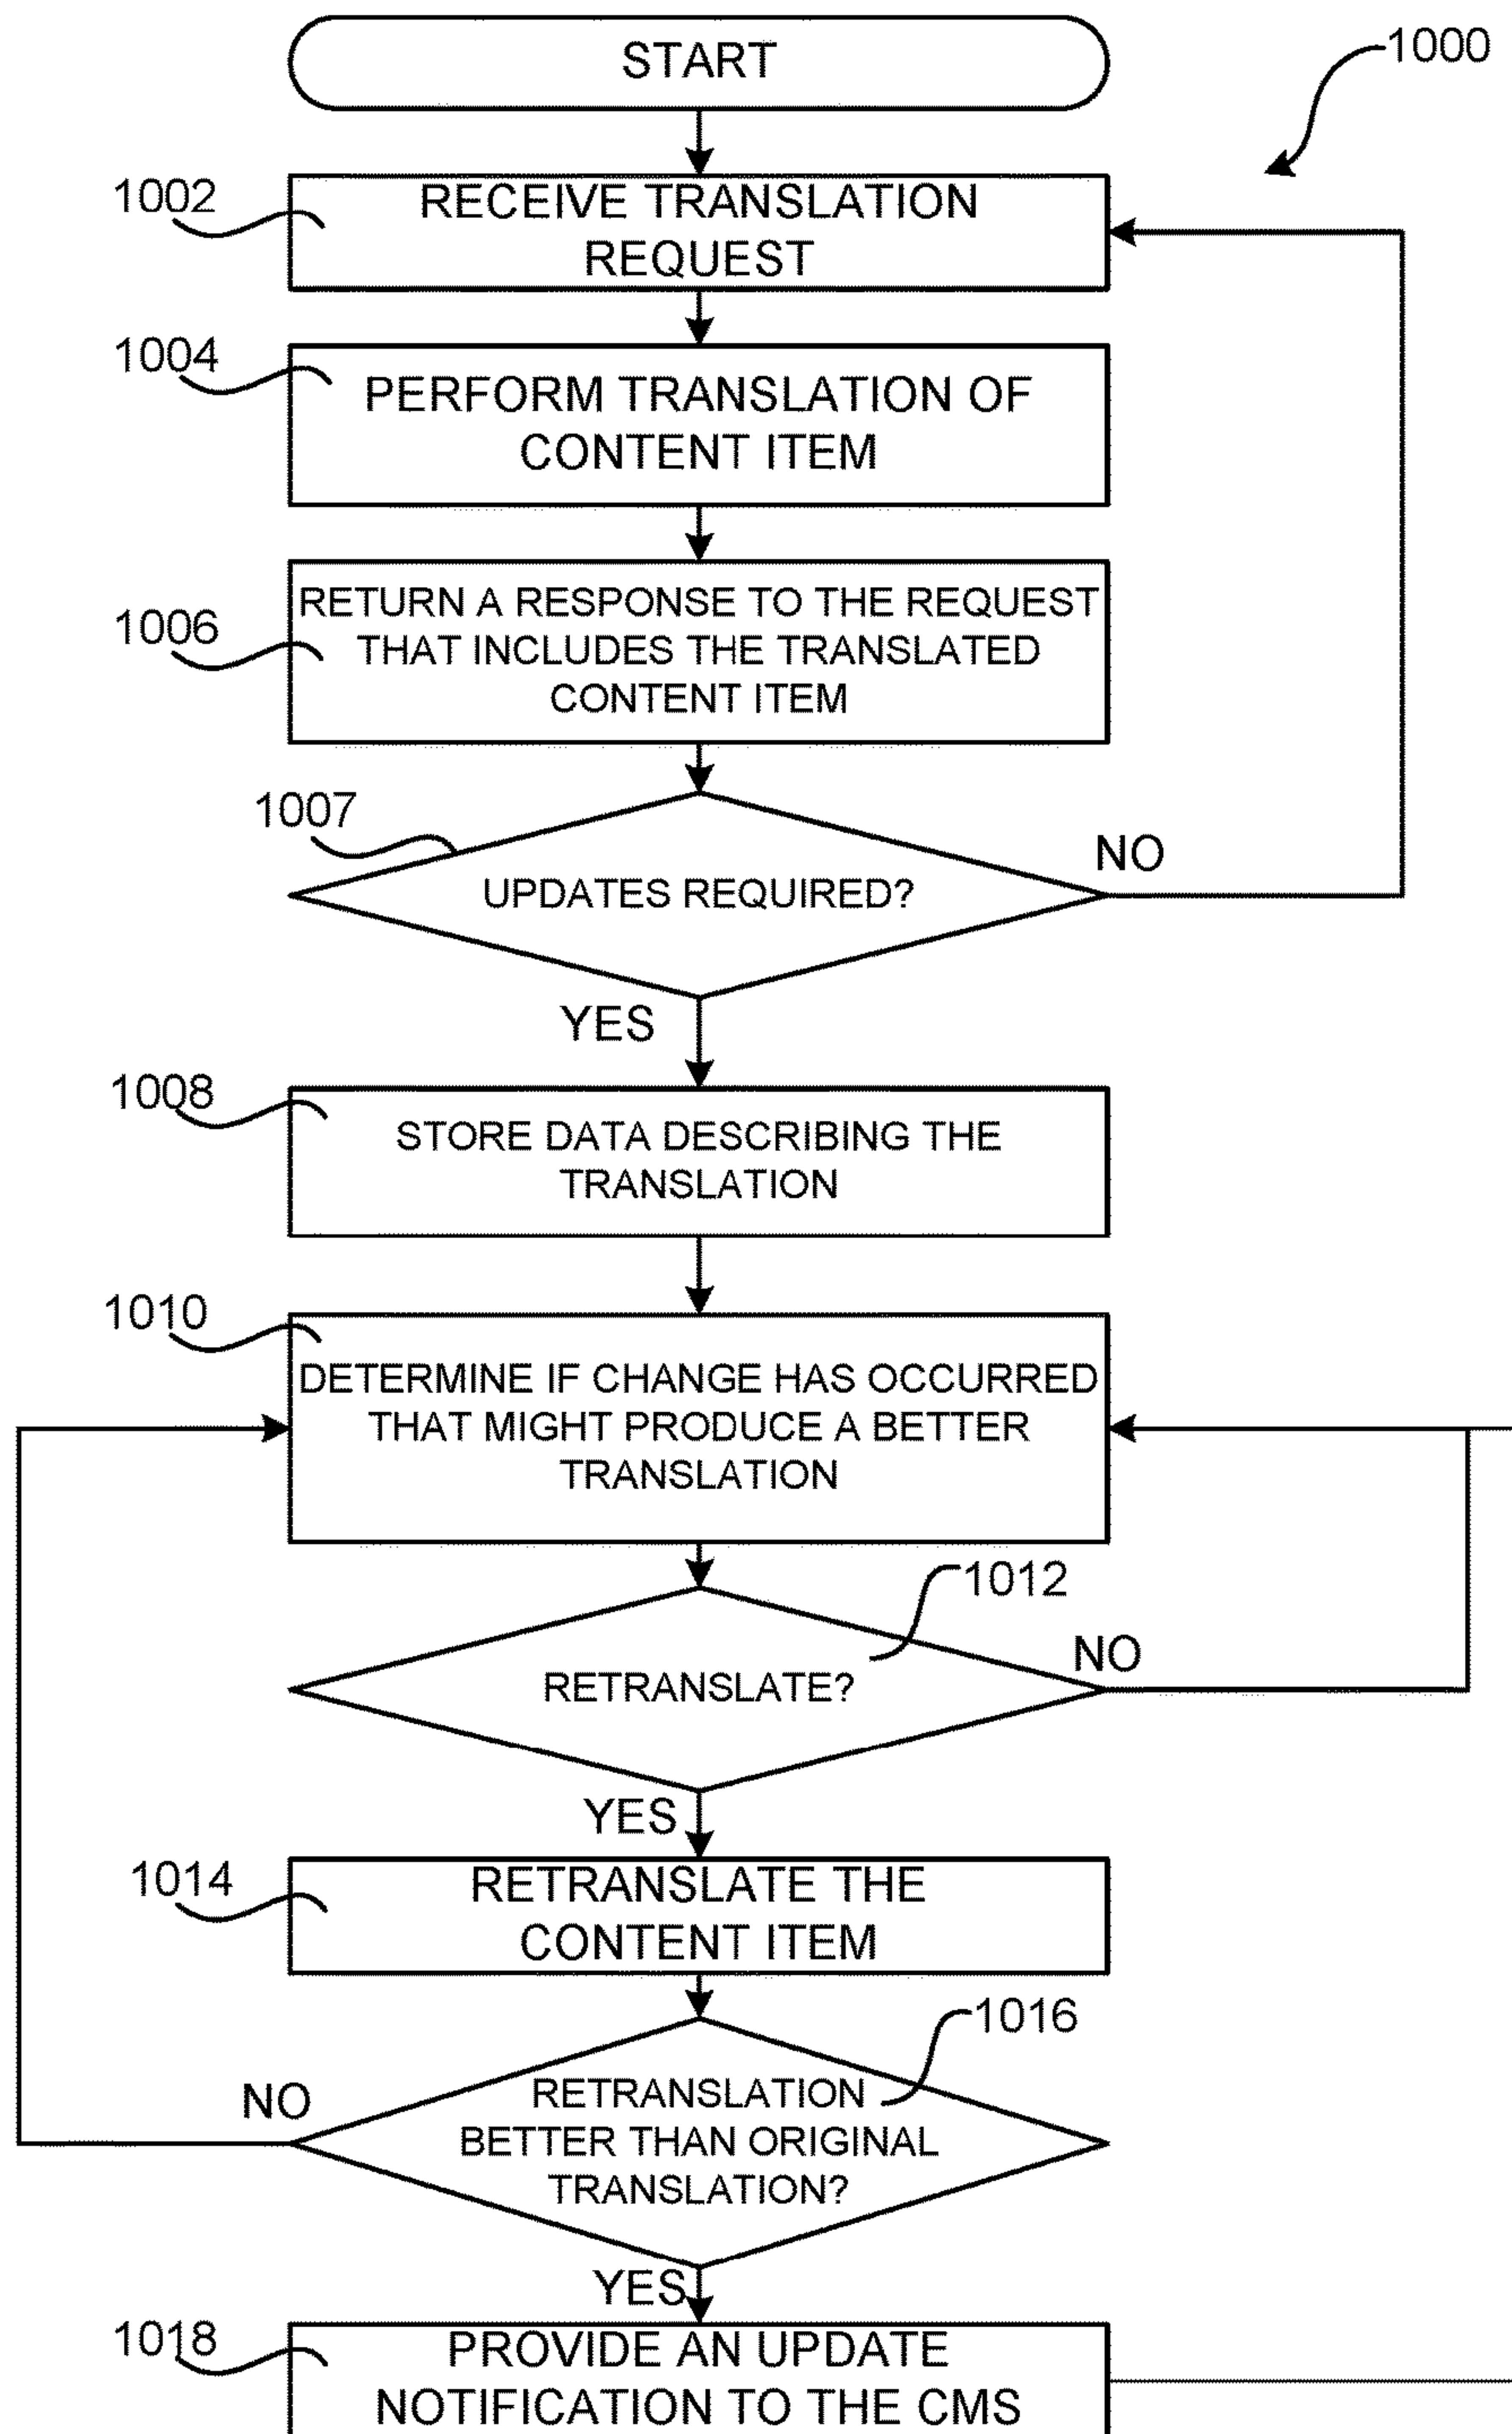 START
1000
1002
RECEIVE TRANSLATION
REQUEST
1004
PERFORM TRANSLATION OF
CONTENT ITEM
1006
RETURN A RESPONSE TO THE REQUEST
THAT INCLUDES THE TRANSLATED
CONTENT ITEM
1007
UPDATES REQUIRED?
NO
YES
1008
STORE DATA DESCRIBING THE
TRANSLATION
1010
DETERMINE IF CHANGE HAS OCCURRED
THAT MIGHT PRODUCE A BETTER
TRANSLATION
1012
RETRANSLATE?
NO
YES
1014
RETRANSLATE THE
CONTENT ITEM
1016
RETRANSLATION
BETTER THAN ORIGINAL
TRANSLATION?
NO
YES
1018
PROVIDE AN UPDATE
NOTIFICATION TO THE CMS